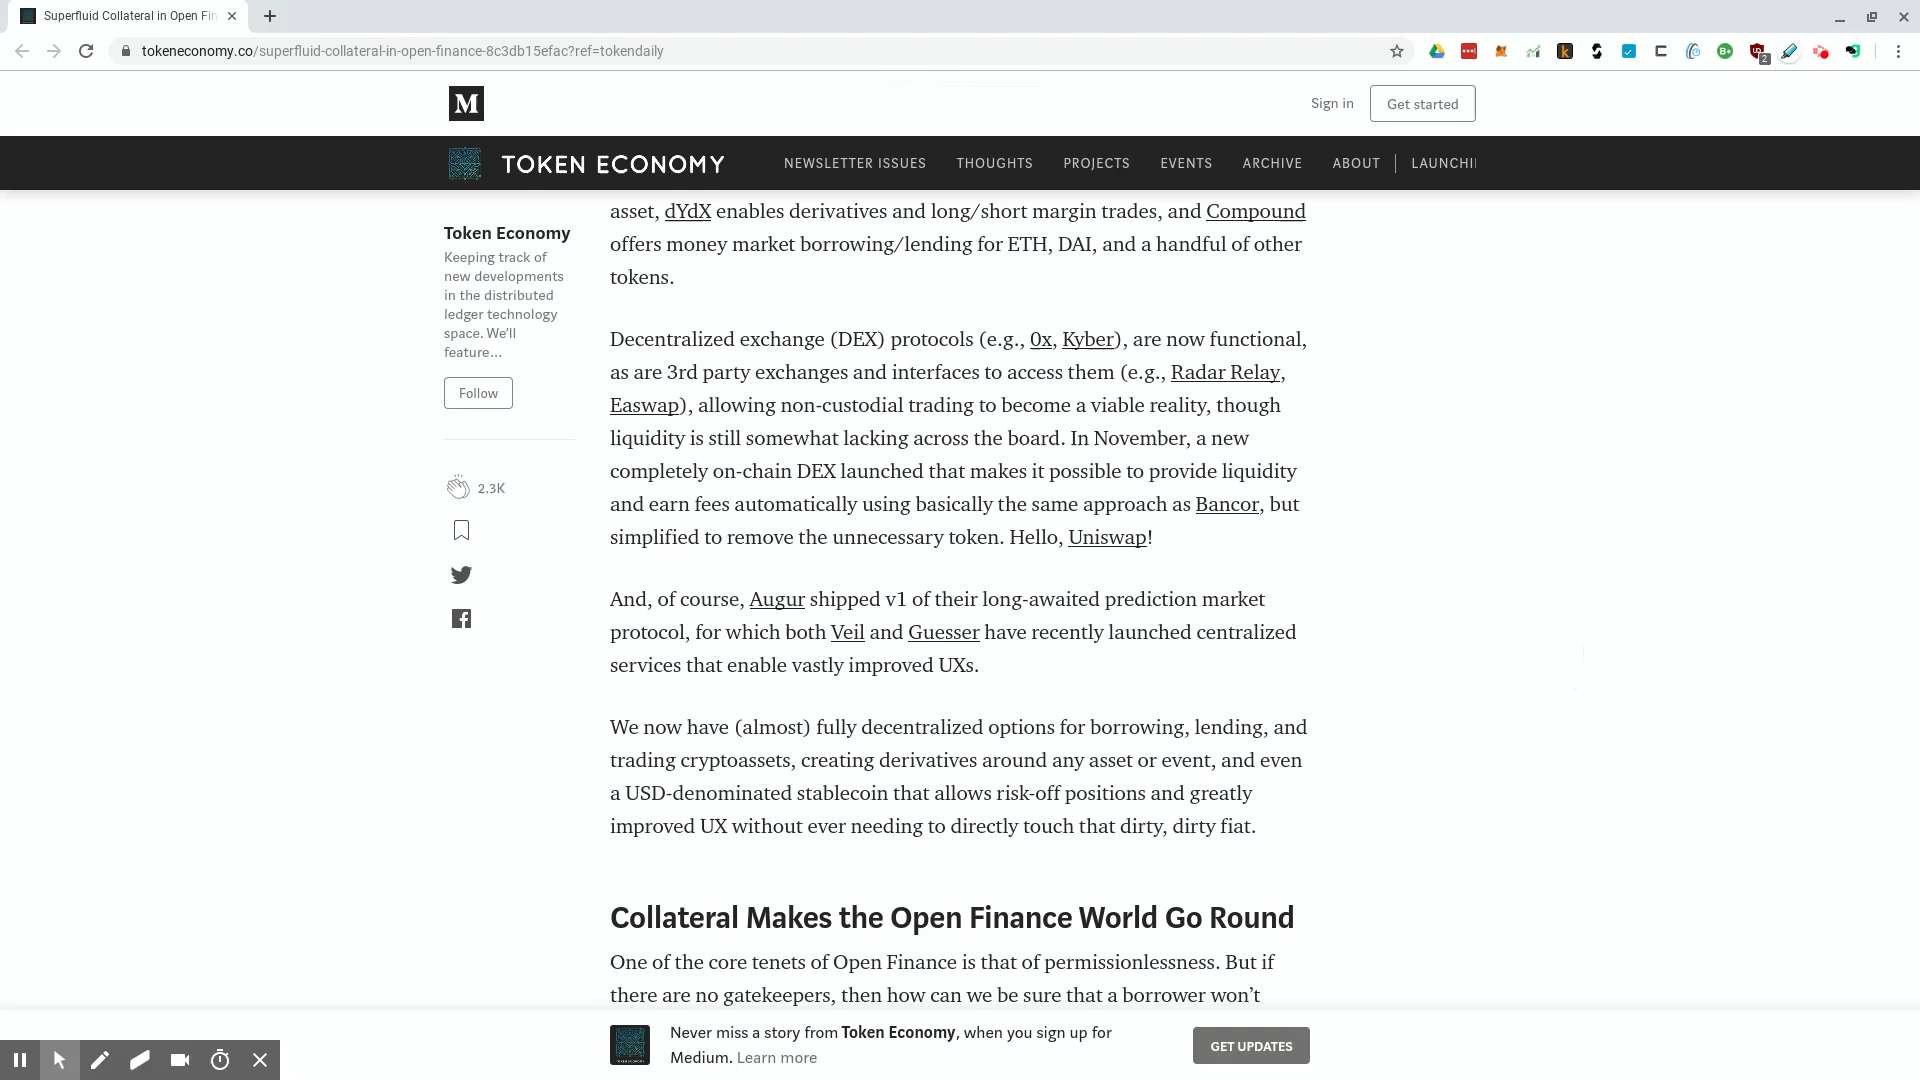 Superfluid Collateral in Open Fin
tokeneconomy.co/superfluid-collateral-in-open-finance-8c3db15efac?ref=tokendaily
2
M
Sign in
Get started
TOKEN ECONOMY
NEWSLETTER ISSUES
THOUGHTS
PROJECTS
EVENTS
ARCHIVE
ABOUT
LAUNCHI
Token Economy
Keeping track of
new developments
in the distributed
ledger technology
space. We'll
feature…
Follow
2.3K
asset, dYdX enables derivatives and long/short margin trades, and Compound
offers money market borrowing/lending for ETH, DAI, and a handful of other
tokens.
Decentralized exchange (DEX) protocols (e.g., 0x, Kyber), are now functional,
as are 3rd party exchanges and interfaces to access them (e.g., Radar Relay,
Easwap), allowing non-custodial trading to become a viable reality, though
liquidity is still somewhat lacking across the board. In November, a new
completely on-chain DEX launched that makes it possible to provide liquidity
and earn fees automatically using basically the same approach as Bancor, but
simplified to remove the unnecessary token. Hello, Uniswap!
And, of course, Augur shipped v1 of their long-awaited prediction market
protocol, for which both Veil and Guesser have recently launched centralized
services that enable vastly improved UXs.
We now have (almost) fully decentralized options for borrowing, lending, and
trading cryptoassets, creating derivatives around any asset or event, and even
a USD-denominated stablecoin that allows risk-off positions and greatly
improved UX without ever needing to directly touch that dirty, dirty fiat.
Collateral Makes the Open Finance World Go Round
One of the core tenets of Open Finance is that of permissionlessness. But if
there are no gatekeepers, then how can we be sure that a borrower won't
Never miss a story from Token Economy, when you sign up for
Medium. Learn more
GET UPDATES